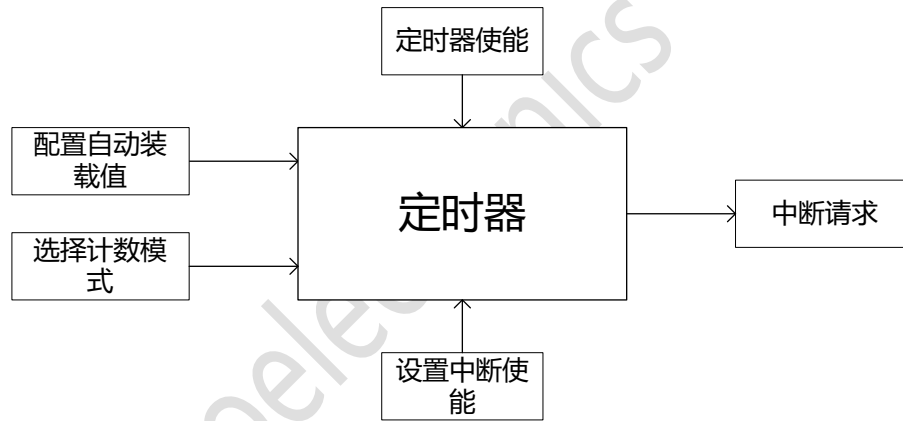 定时器使能
配置自动装
载值
定时器
中断请求
选择计数模
式
设置中断使
能